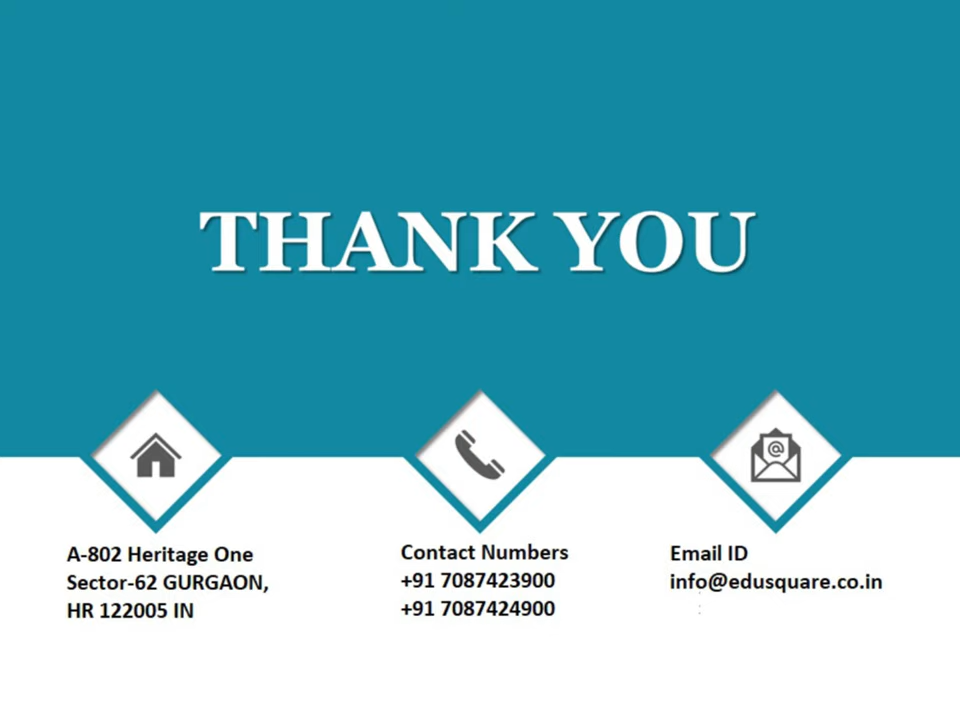 THANK YOU
A-802 Heritage One
Sector-62 GURGAON,
HR 122005 IN
Contact Numbers
+91 7087423900
+91 7087424900
Email ID
info@edusquare.co.in
: